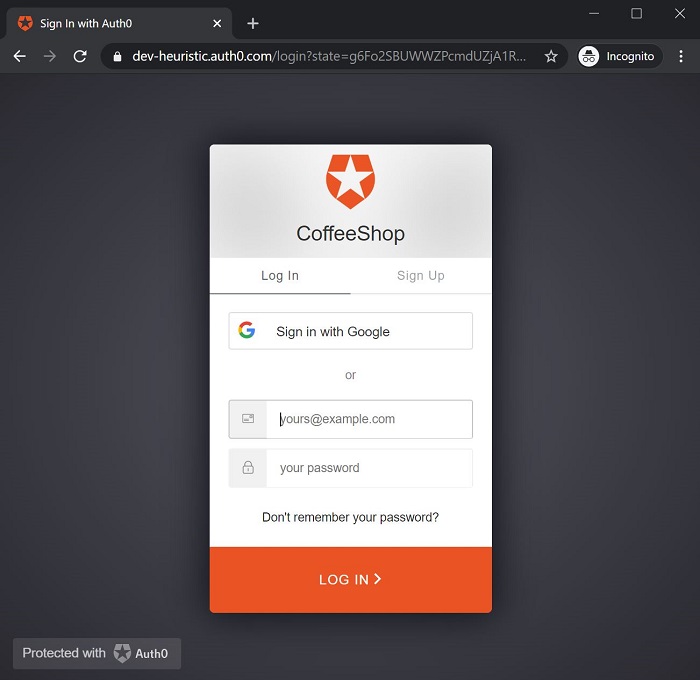 Sign In with Auth0
dev-heuristic.auth0.com/login?state=g6Fo2SBUWWZPcmdUZjA1R...
Incognito
CoffeeShop
Log In
Sign Up
Sign in with Google
or
yours@example.com
your password
Don't remember your password?
LOG IN
Protected with Auth0